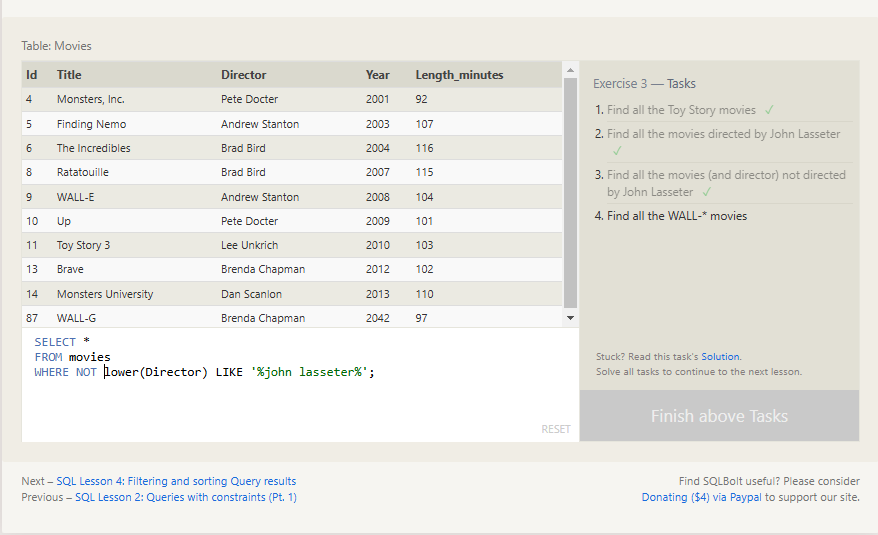 Table: Movies
Id Title Director Year Length_minutes
4 Monsters, Inc. Pete Docter 2001 92
5 Finding Nemo Andrew Stanton 2003 107
6 The Incredibles Brad Bird 2004 116
8 Ratatouille Brad Bird 2007 115
9 WALL-E Andrew Stanton 2008 104
10 Up Pete Docter 2009 101
11 Toy Story 3 Lee Unkrich 2010 103
13 Brave Brenda Chapman 2012 102
14 Monsters University Dan Scanlon 2013 110
87 WALL-G Brenda Chapman 2042 97
SELECT *
FROM movies
WHERE NOT lower(Director) LIKE '%john lasseter%';
RESET
Exercise 3 — Tasks
1. Find all the Toy Story movies ✓
2. Find all the movies directed by John Lasseter
✓
3. Find all the movies (and director) not directed
by John Lasseter ✓
4. Find all the WALL-* movies
Stuck? Read this task's Solution.
Solve all tasks to continue to the next lesson.
Finish above Tasks
Next – SQL Lesson 4: Filtering and sorting Query results
Previous – SQL Lesson 2: Queries with constraints (Pt. 1)
Find SQLBolt useful? Please consider
Donating ($4) via Paypal to support our site.